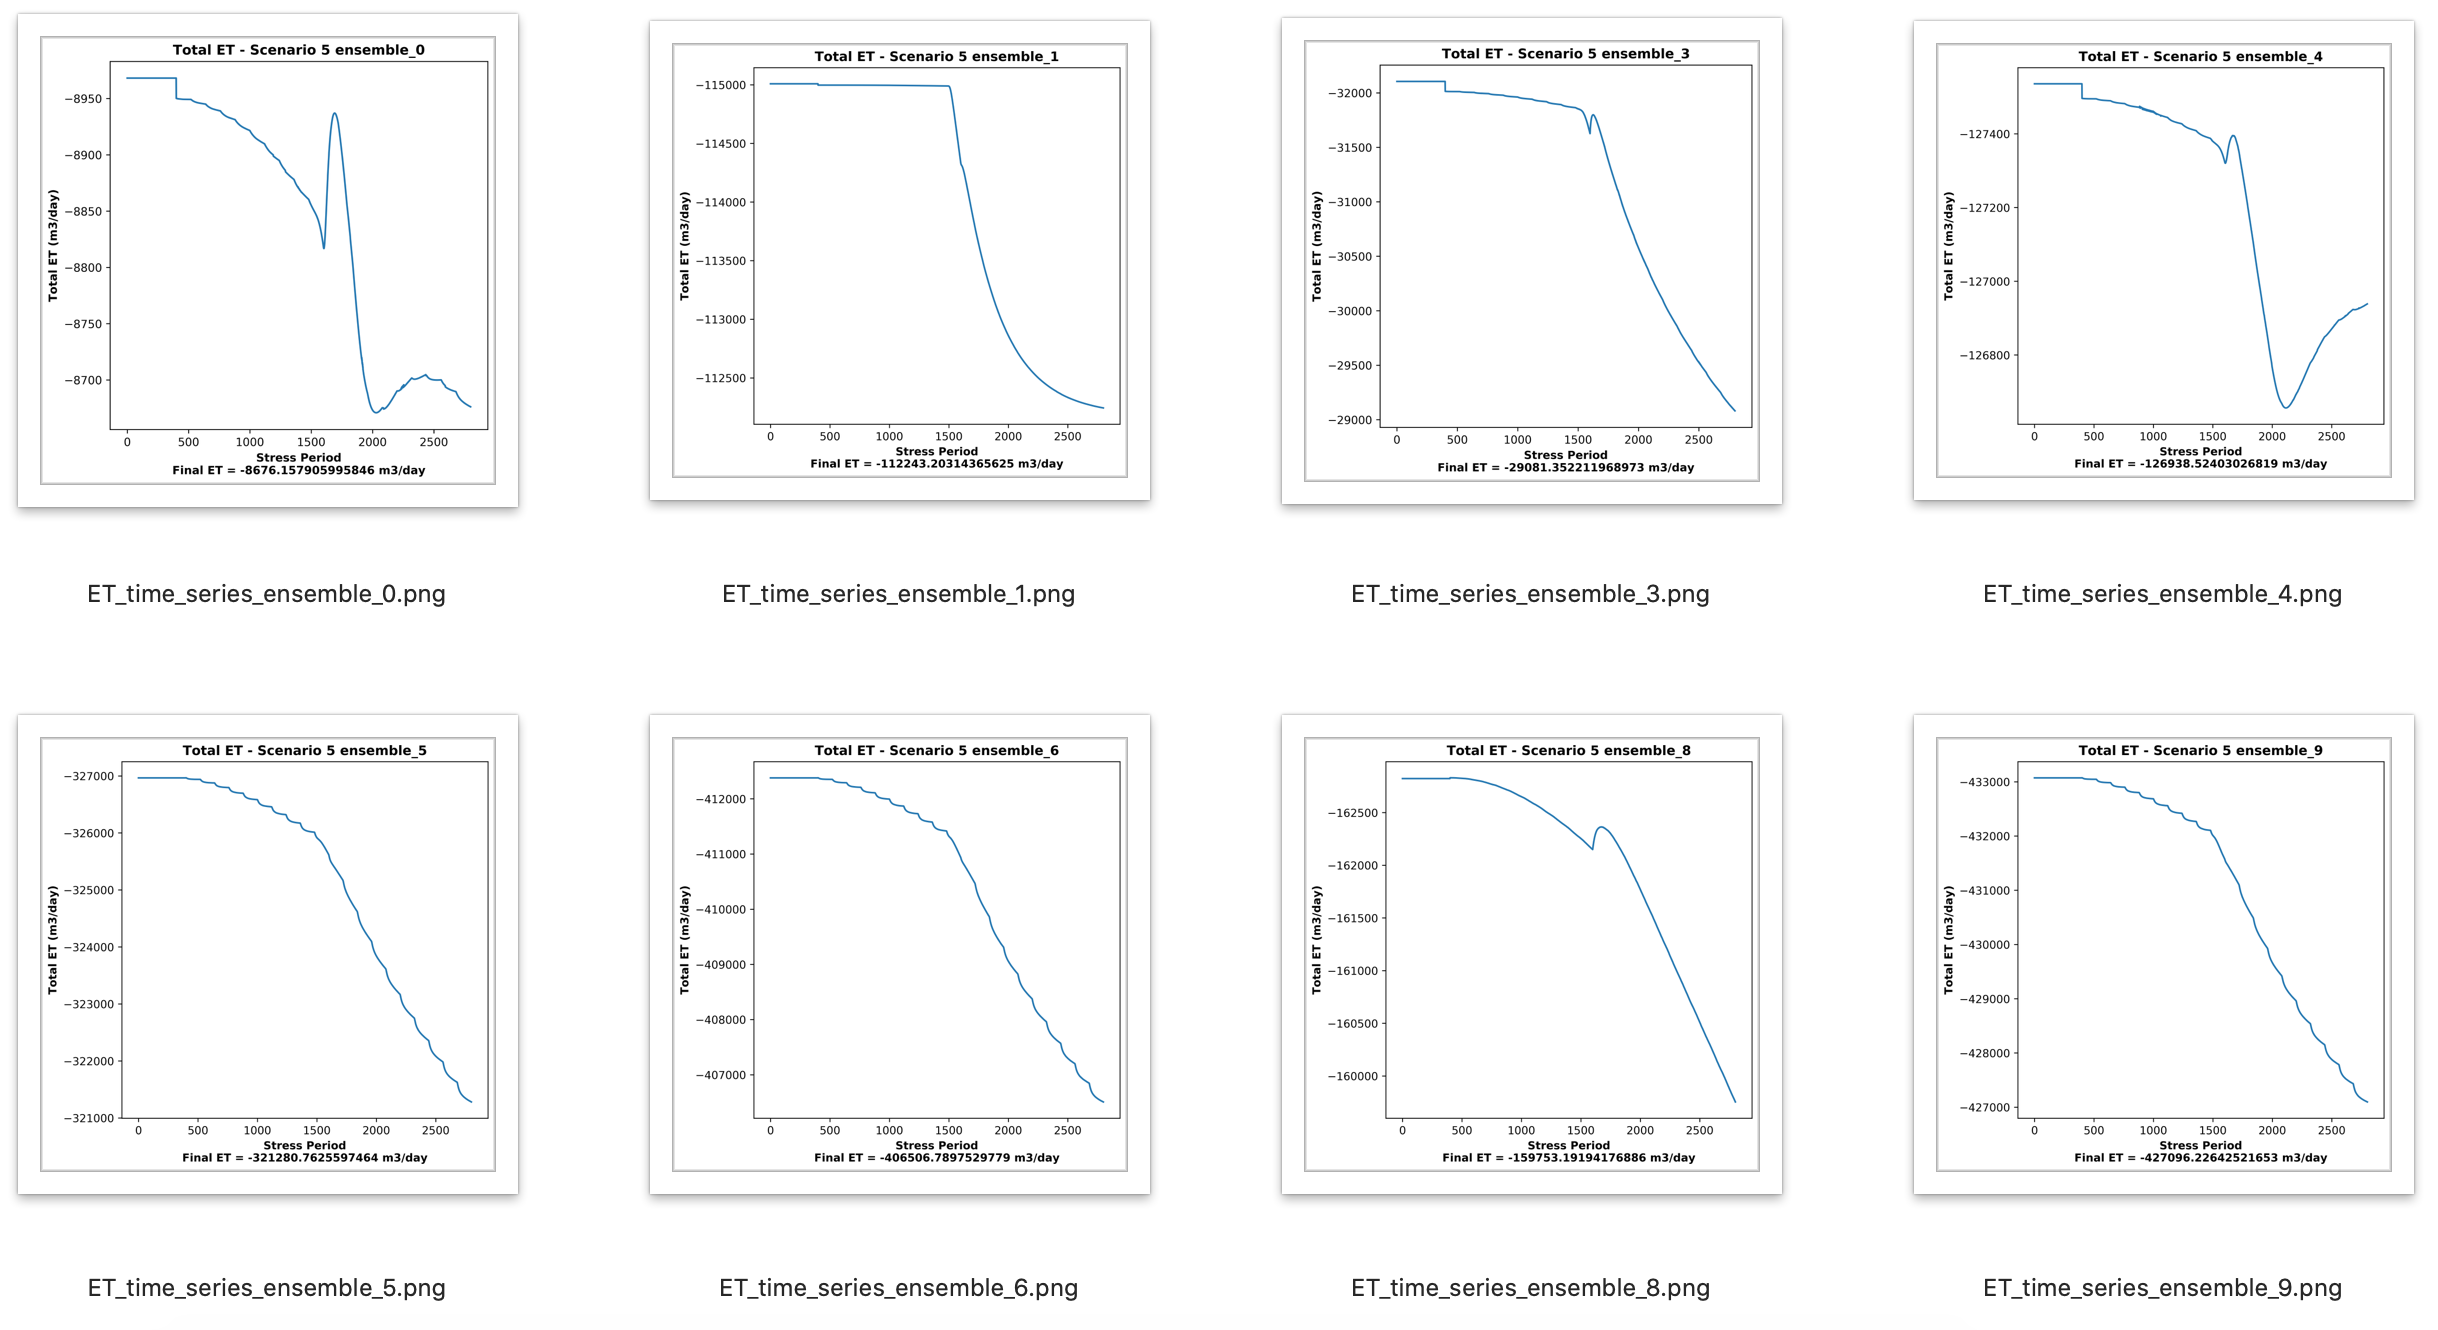 Total ET - Scenario 5 ensemble_0
Total ET (m3/day)
−8950
−8900
−8850
−8800
−8750
−8700
0 500 1000 1500 2000 2500
Stress Period
Final ET = -8676.157905995846 m3/day
ET_time_series_ensemble_0.png
Total ET - Scenario 5 ensemble_1
Total ET (m3/day)
−115000
−114500
−114000
−113500
−113000
−112500
0 500 1000 1500 2000 2500
Stress Period
Final ET = -112243.20314365625 m3/day
ET_time_series_ensemble_1.png
Total ET - Scenario 5 ensemble_3
Total ET (m3/day)
−32000
−31500
−31000
−30500
−30000
−29500
−29000
0 500 1000 1500 2000 2500
Stress Period
Final ET = -29081.352211968973 m3/day
ET_time_series_ensemble_3.png
Total ET - Scenario 5 ensemble_4
Total ET (m3/day)
−127400
−127200
−127000
−126800
0 500 1000 1500 2000 2500
Stress Period
Final ET = -126938.52403026819 m3/day
ET_time_series_ensemble_4.png
Total ET - Scenario 5 ensemble_5
Total ET (m3/day)
−327000
−326000
−325000
−324000
−323000
−322000
−321000
0 500 1000 1500 2000 2500
Stress Period
Final ET = -321280.7625597464 m3/day
ET_time_series_ensemble_5.png
Total ET - Scenario 5 ensemble_6
Total ET (m3/day)
−412000
−411000
−410000
−409000
−408000
−407000
0 500 1000 1500 2000 2500
Stress Period
Final ET = -406506.7897529779 m3/day
ET_time_series_ensemble_6.png
Total ET - Scenario 5 ensemble_8
Total ET (m3/day)
−162500
−162000
−161500
−161000
−160500
−160000
0 500 1000 1500 2000 2500
Stress Period
Final ET = -159753.19194176886 m3/day
ET_time_series_ensemble_8.png
Total ET - Scenario 5 ensemble_9
Total ET (m3/day)
−433000
−432000
−431000
−430000
−429000
−428000
−427000
0 500 1000 1500 2000 2500
Stress Period
Final ET = -427096.22642521653 m3/day
ET_time_series_ensemble_9.png